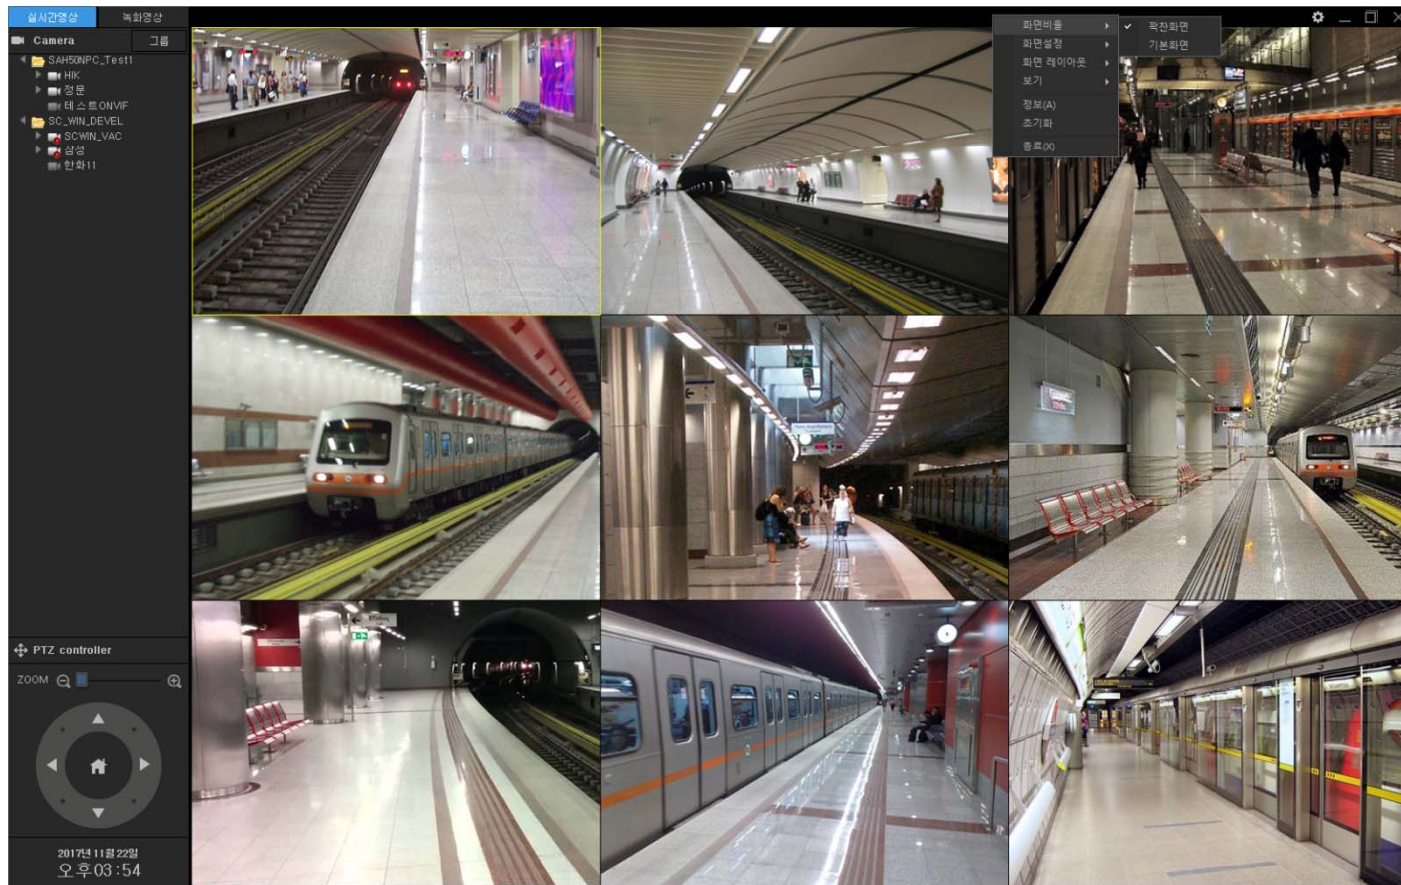 실시간영상
녹화영상
Camera
그룹
SAH50NPC_Test1
HIK
정문
테스트ONVIF
SC_WIN_DEVEL
SCWIN_VAC
삼성
한화11
화면비율
꽉찬화면
기본화면
화면설정
화면 레이아웃
보기
정보(A)
초기화
종료(X)
PTZ controller
ZOOM
2017년 11월 22일
오후 03:54